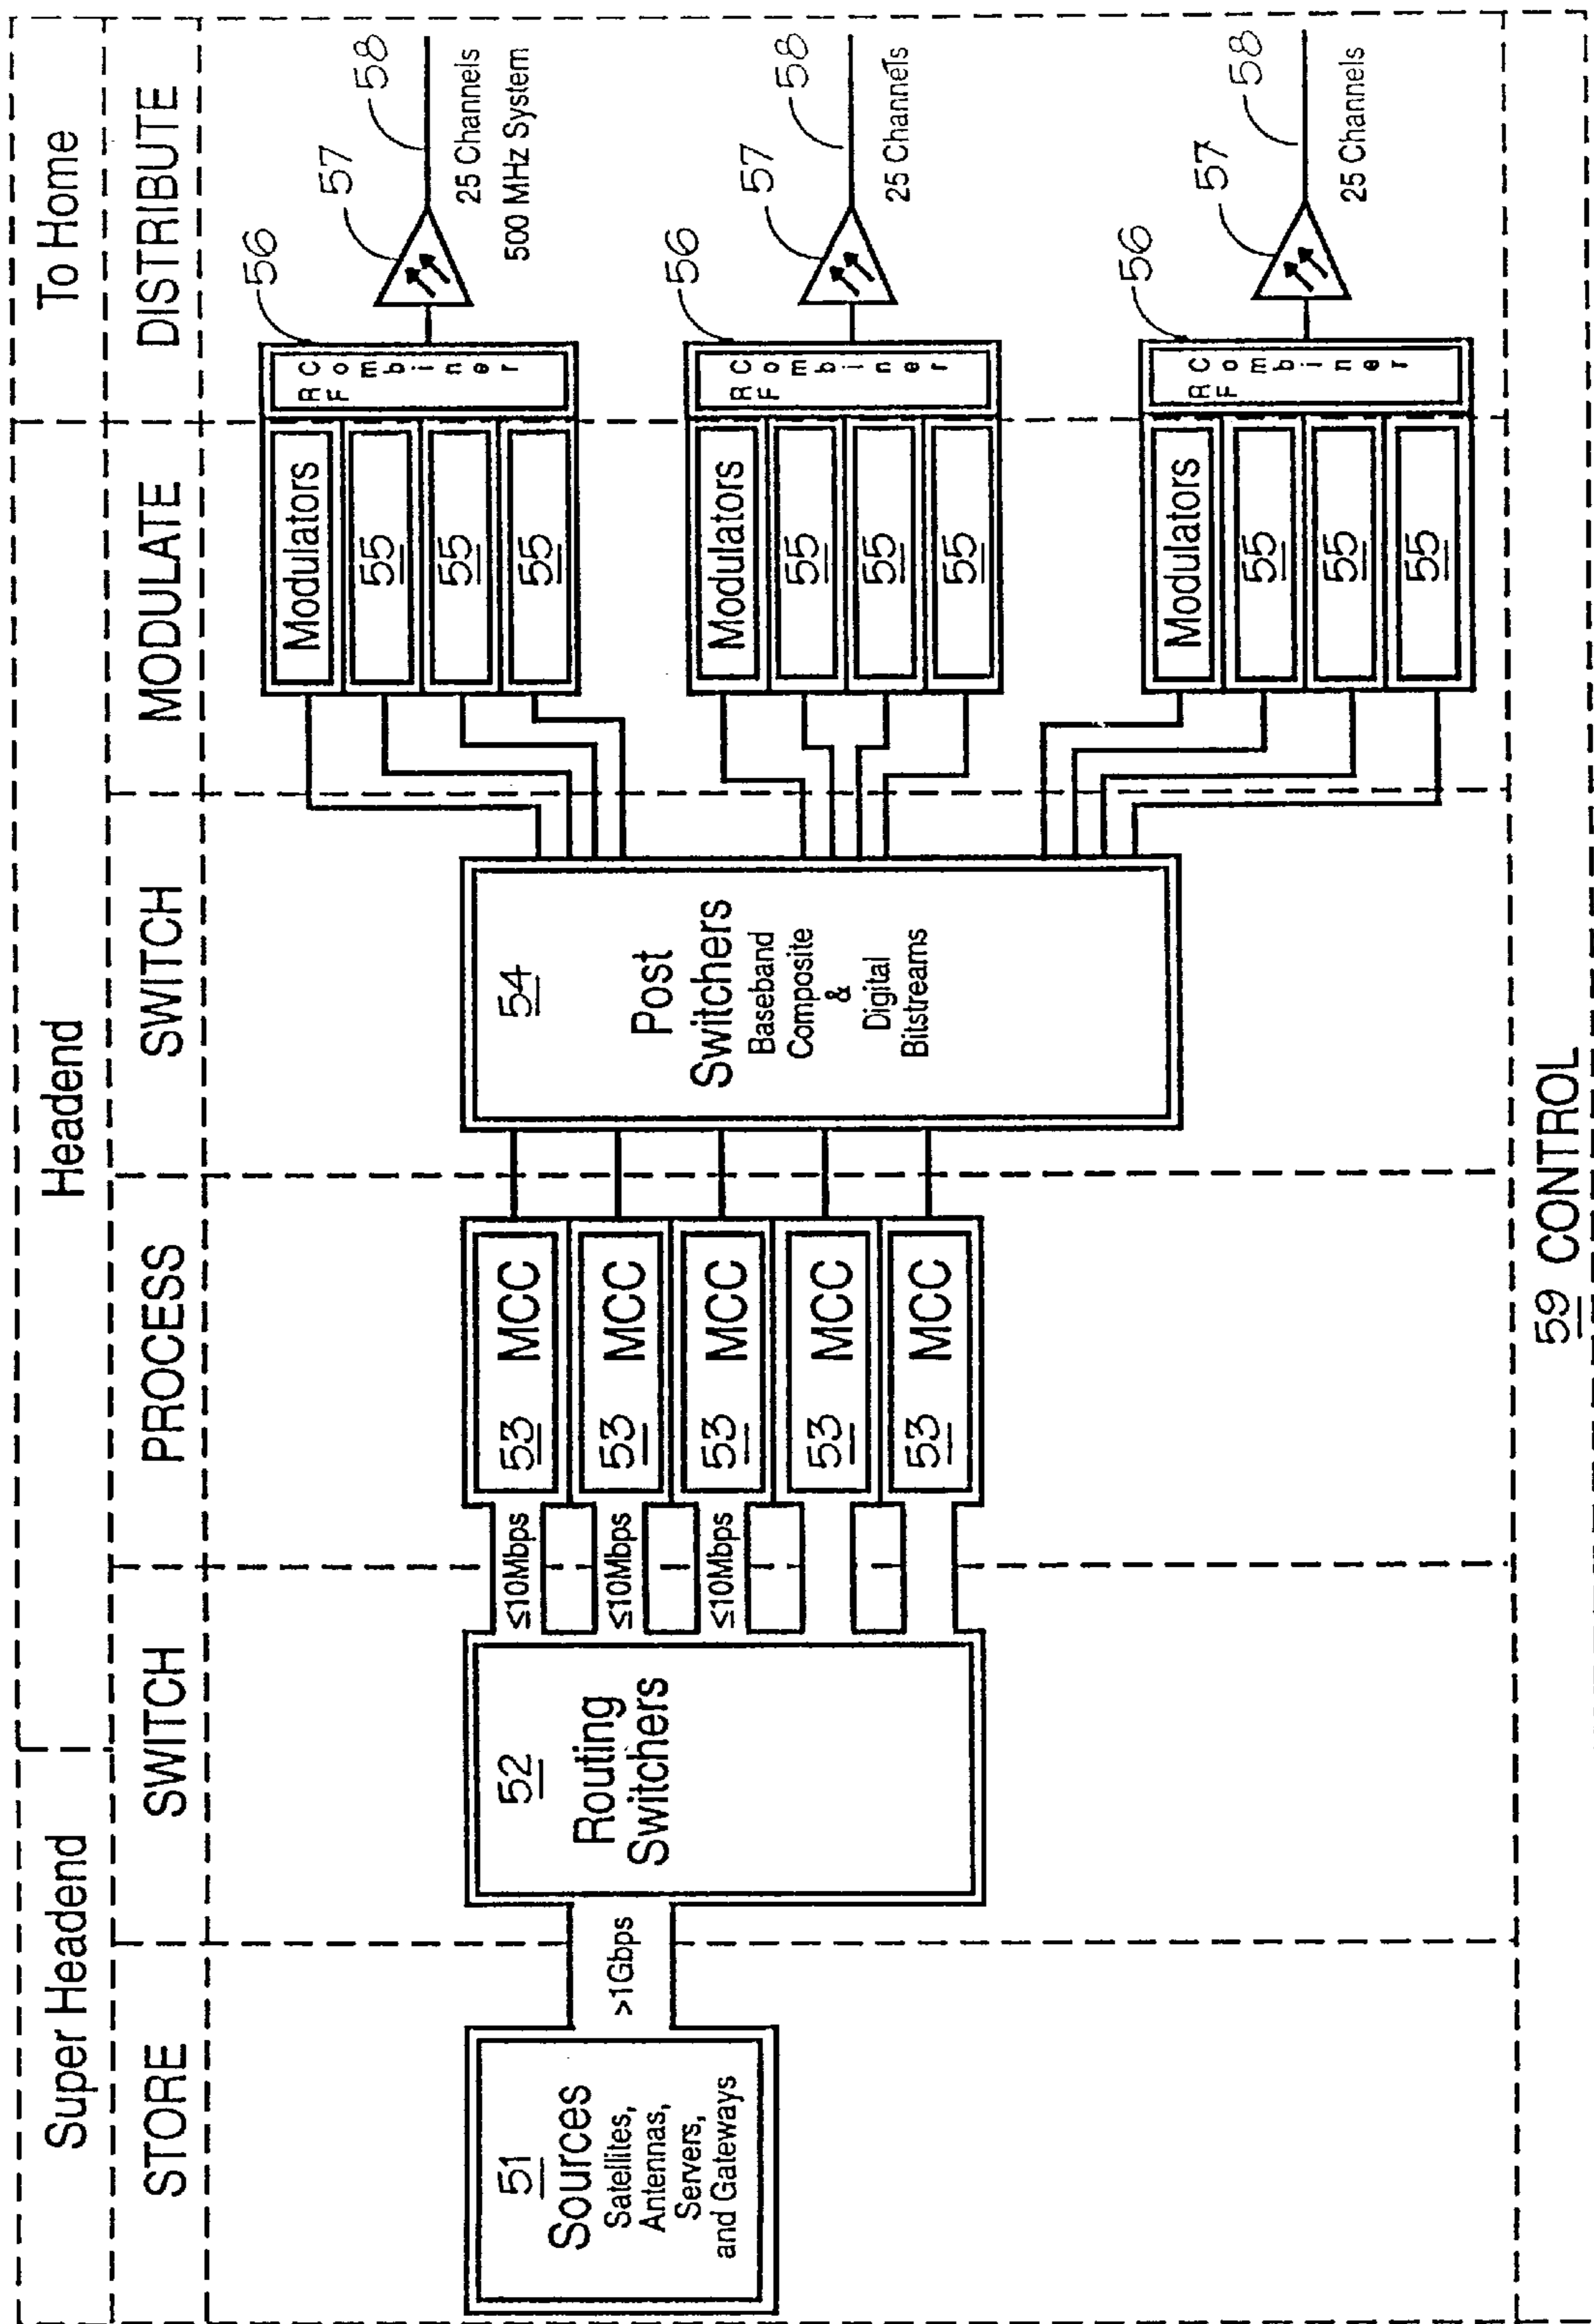 Super Headend
Headend
To Home
STORE
SWITCH
PROCESS
SWITCH
MODULATE
DISTRIBUTE
51
Sources
Satellites,
Antennas,
Servers,
and Gateways
>1Gbps
52
Routing
Switchers
≤10Mbps
≤10Mbps
≤10Mbps
53 MCC
53 MCC
53 MCC
53 MCC
53 MCC
54
Post
Switchers
Baseband
Composite
&
Digital
Bitstreams
Modulators
55
55
55
RF Combiner
56
57
58
25 Channels
500 MHz System
Modulators
55
55
55
RF Combiner
56
57
58
25 Channels
Modulators
55
55
55
RF Combiner
56
57
58
25 Channels
59 CONTROL